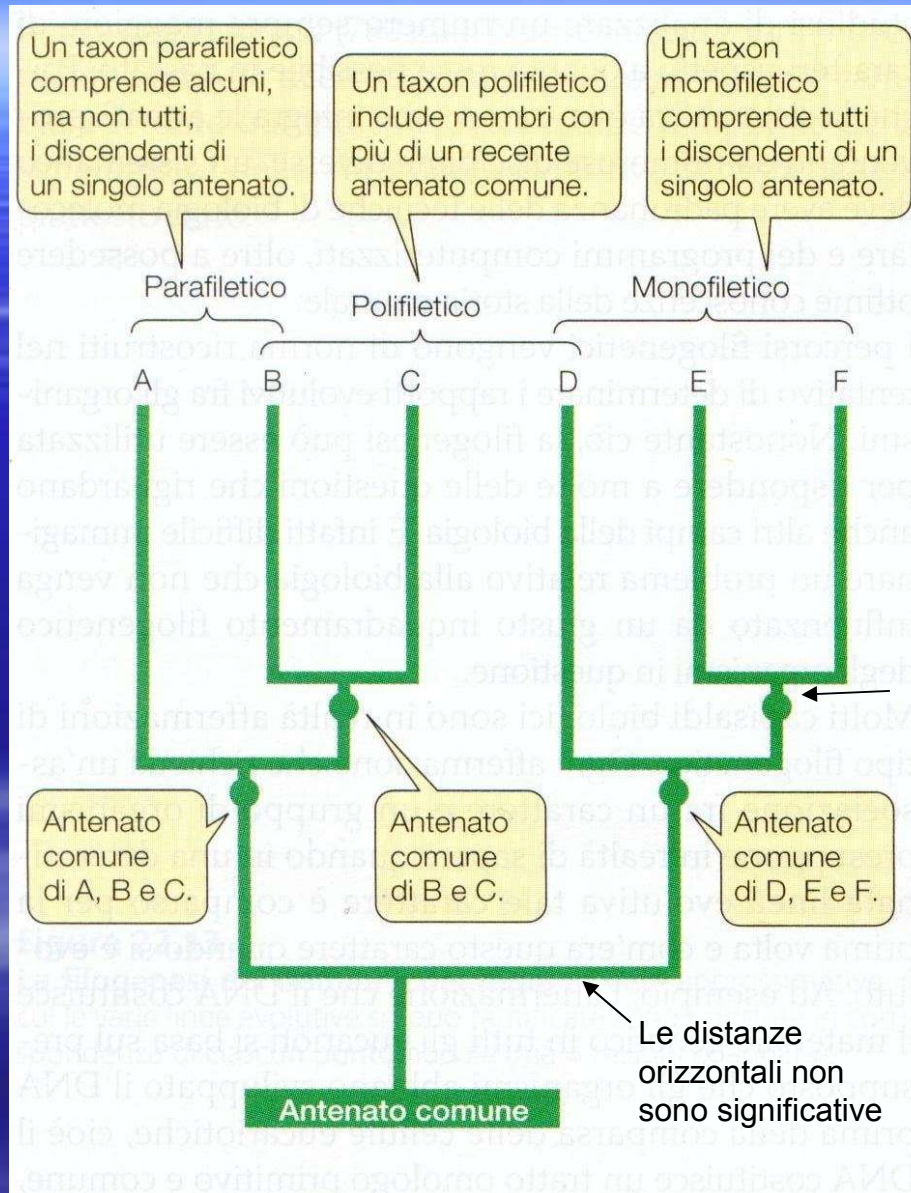 Un taxon parafiletico
comprende alcuni,
ma non tutti,
i discendenti di
un singolo antenato.
Un taxon polifiletico
include membri con
più di un recente
antenato comune.
Un taxon
monofiletico
comprende tutti
i discendenti di un
singolo antenato.
Parafiletico
Polifiletico
Monofiletico
A
B
C
D
E
F
Antenato
comune
di A, B e C.
Antenato
comune
di B e C.
Antenato
comune
di D, E e F.
Le distanze
orizzontali non
sono significative
Antenato comune